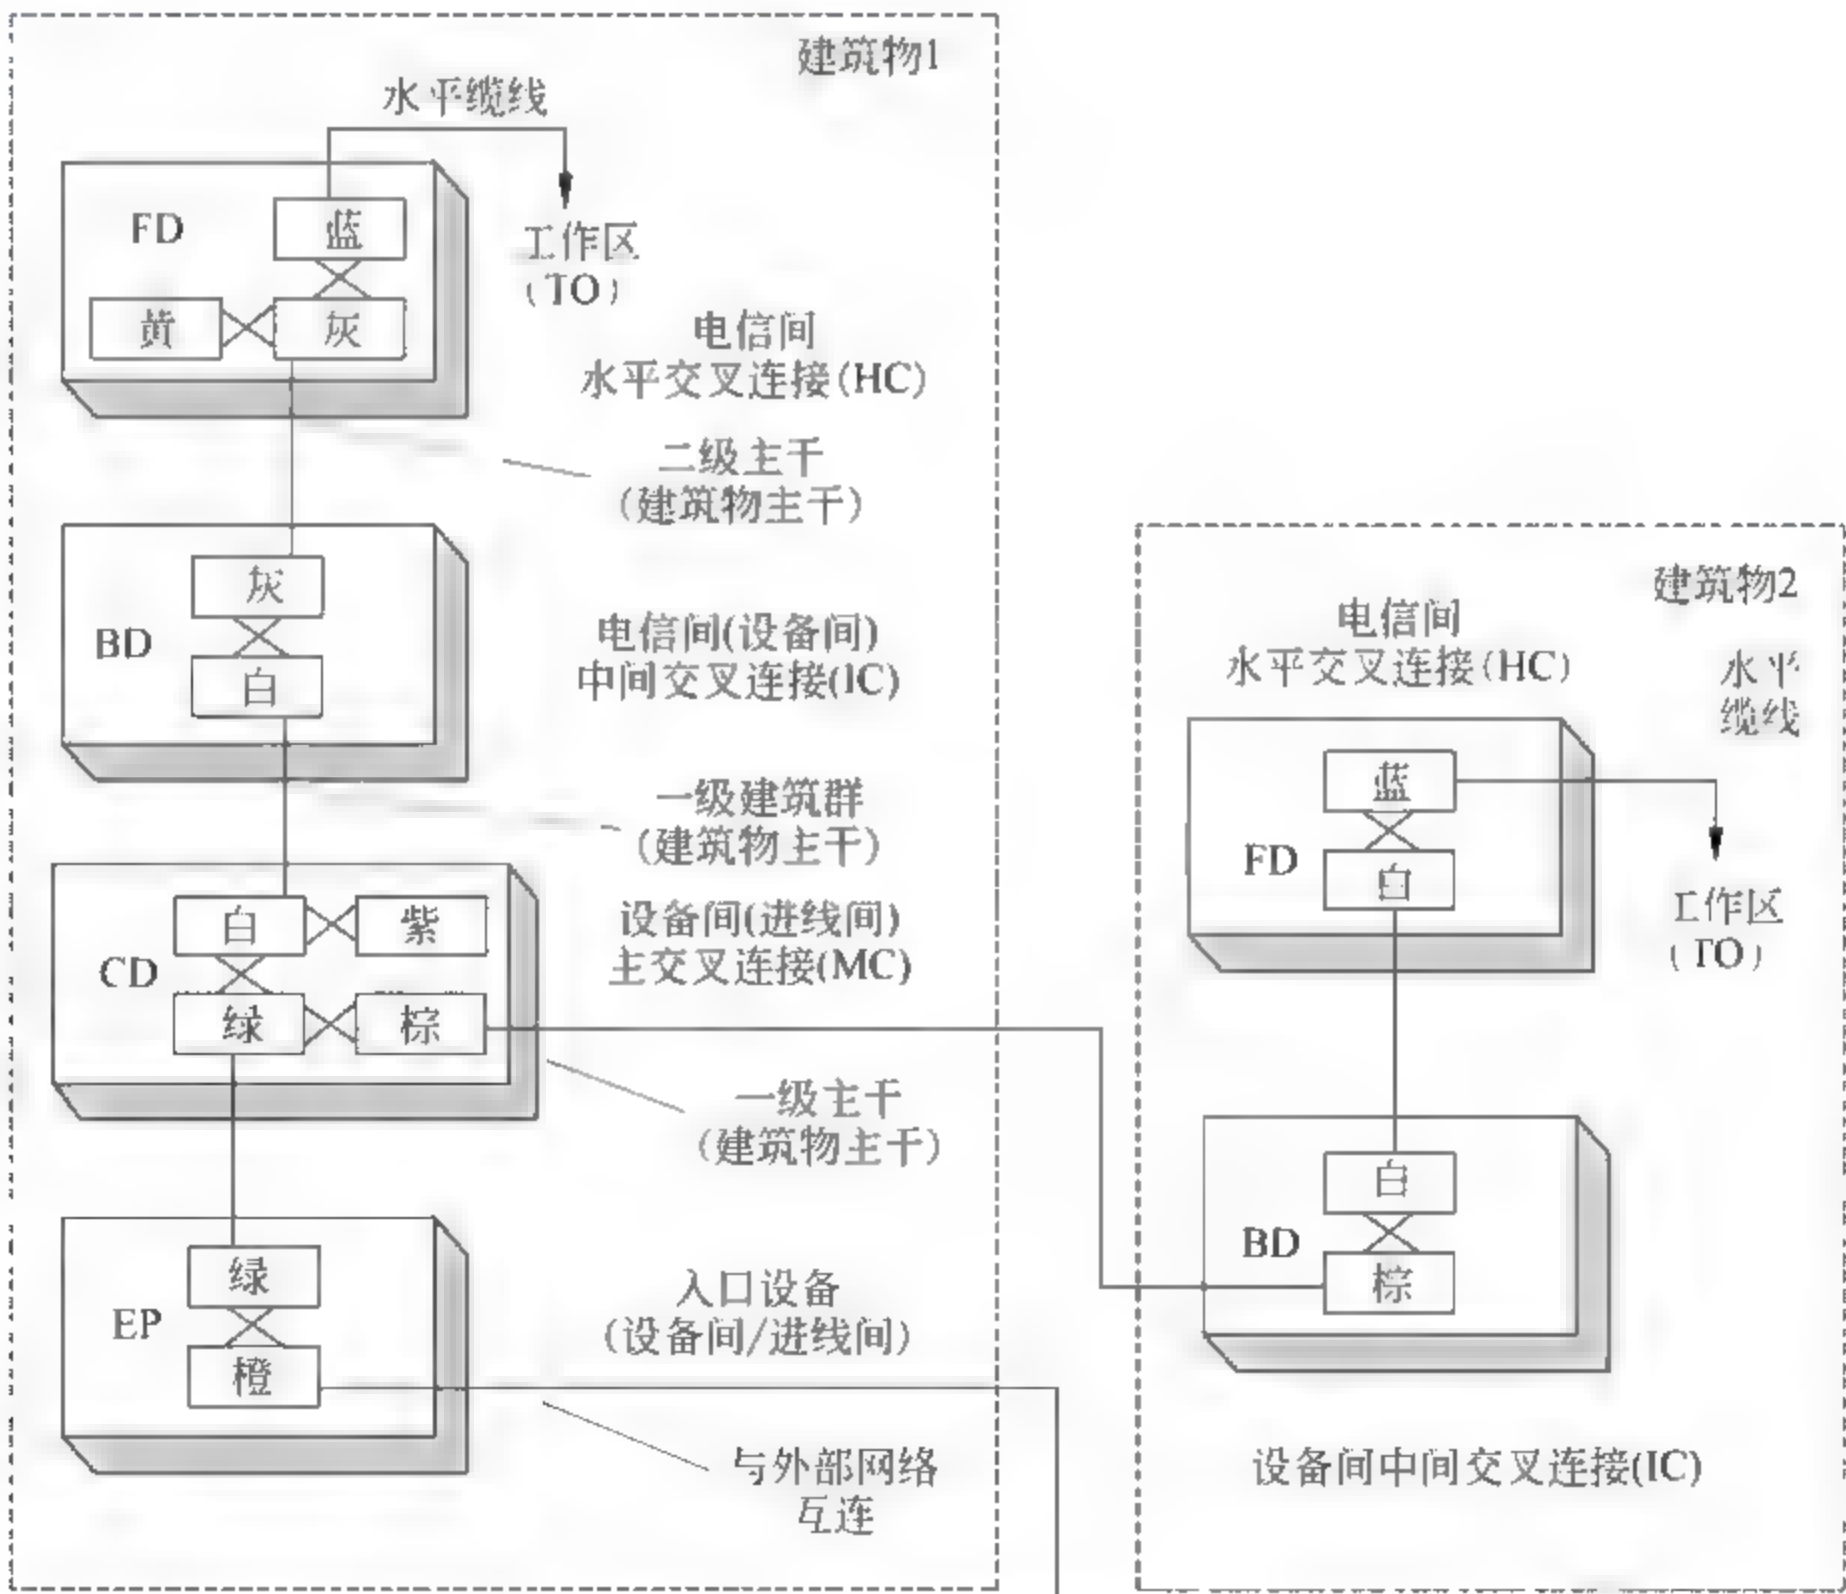 建筑物1
水平缆线
FD
蓝
黄
灰
工作区
(TO)
电信间
水平交叉连接(HC)
二级主干
(建筑物主干)
BD
灰
白
电信间(设备间)
中间交叉连接(IC)
一级建筑群
(建筑物主干)
CD
白
紫
绿
棕
设备间(进线间)
主交叉连接(MC)
一级主干
(建筑物主干)
EP
绿
橙
入口设备
(设备间/进线间)
与外部网络
互连
建筑物2
电信间
水平交叉连接(HC)
水平
缆线
FD
蓝
白
工作区
(TO)
BD
白
棕
设备间中间交叉连接(IC)